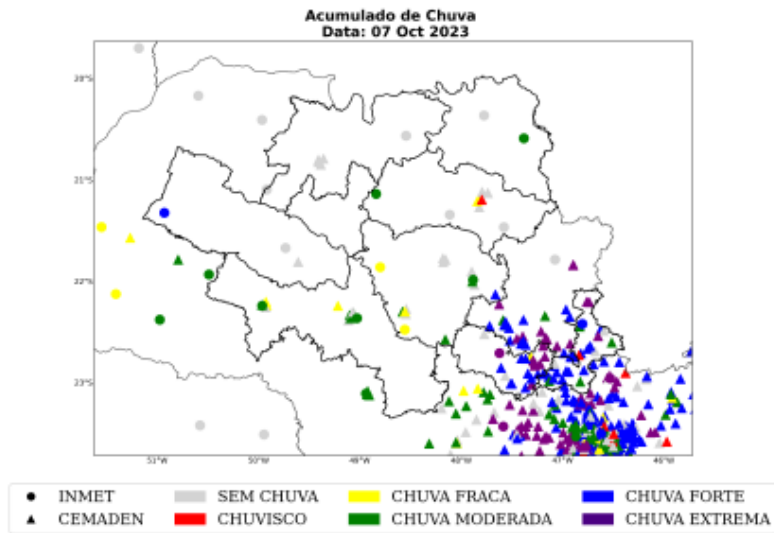 Acumulado de Chuva
Data: 07 Oct 2023
20°S
21°S
22°S
23°S
51°W 50°W 49°W 48°W 47°W 46°W
INMET SEM CHUVA CHUVA FRACA CHUVA FORTE
CEMADEN CHUVISCO CHUVA MODERADA CHUVA EXTREMA